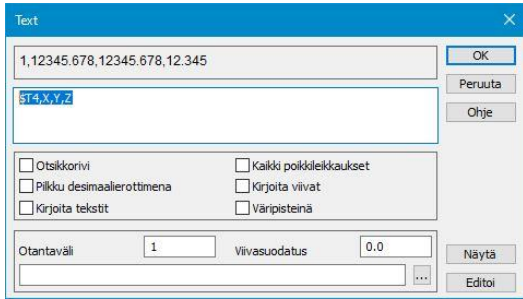 Text
1,12345.678,12345.678,12.345
$T4,X,Y,Z
OK
Peruuta
Ohje
Otsikkorivi
Kaikki poikkileikkaukset
Pilkku desimaalierottimena
Kirjoita viivat
Kirjoita tekstit
Väripisteinä
Otantaväli
1
Viivasuodatus
0.0
Näytä
...
Editoi